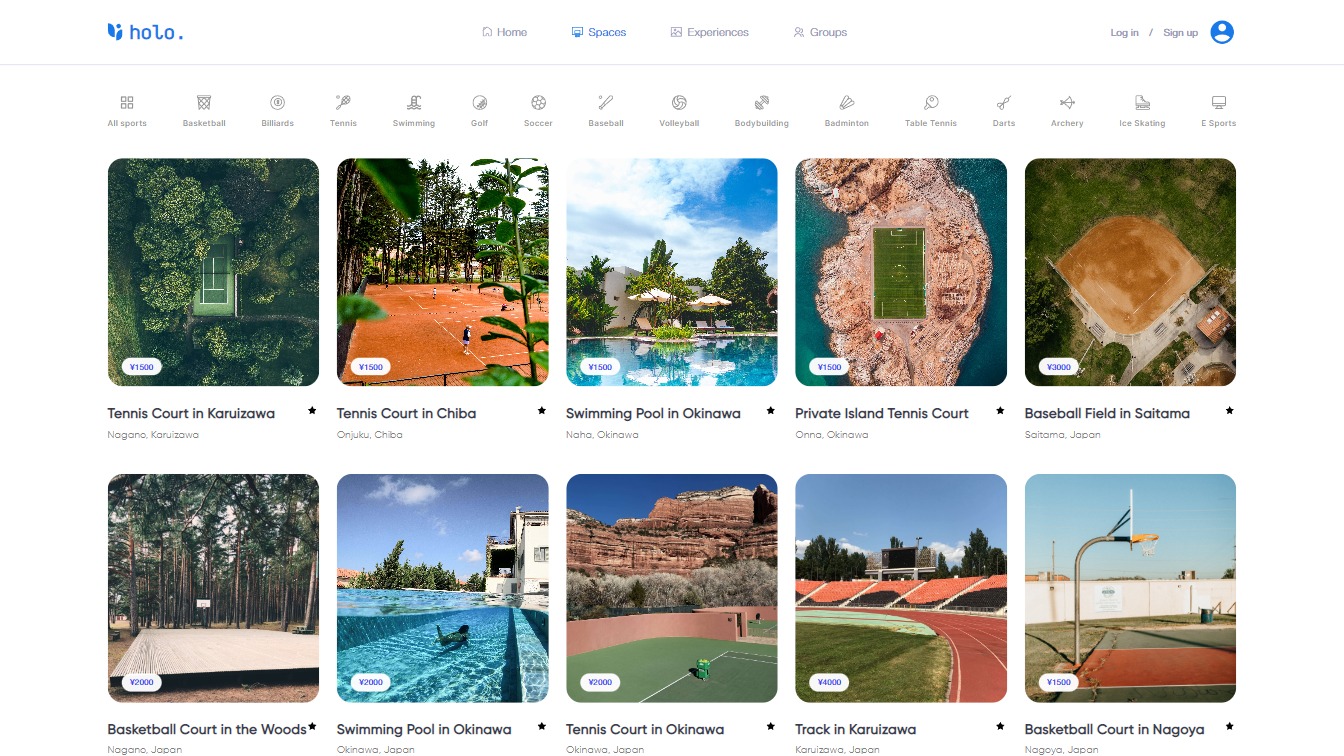 holo.
Home
Spaces
Experiences
Groups
Log in / Sign up
All sports
Basketball
Billiards
Tennis
Swimming
Golf
Soccer
Baseball
Volleyball
Bodybuilding
Badminton
Table Tennis
Darts
Archery
Ice Skating
E Sports
¥1500
¥1500
¥1500
¥1500
¥3000
Tennis Court in Karuizawa
Nagano, Karuizawa
Tennis Court in Chiba
Onjuku, Chiba
Swimming Pool in Okinawa
Naha, Okinawa
Private Island Tennis Court
Onna, Okinawa
Baseball Field in Saitama
Saitama, Japan
¥2000
¥2000
¥2000
¥4000
¥1500
Basketball Court in the Woods
Nagano, Japan
Swimming Pool in Okinawa
Okinawa, Japan
Tennis Court in Okinawa
Okinawa, Japan
Track in Karuizawa
Karuizawa, Japan
Basketball Court in Nagoya
Nagoya, Japan